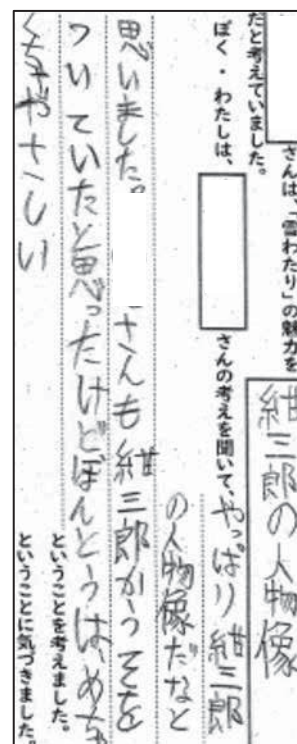 さんは、「雪わたり」の魅力を
紺三郎の人物像
だと考えていました。
ぼく・わたしは、
さんの考えを聞いて、やっぱり紺三郎
の人物像だなと
思いました。
さんも紺三郎がうそを
ついていたと思ったけどぼんとうは、めちゃ
くちゃやさしい
ということを考えました。
ということに気づきました。